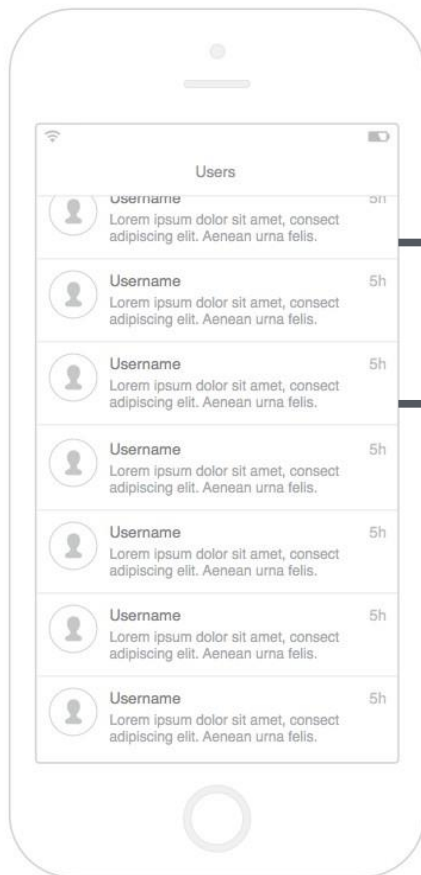 Users
Username 5h
Lorem ipsum dolor sit amet, consect
adipiscing elit. Aenean urna felis.
Username 5h
Lorem ipsum dolor sit amet, consect
adipiscing elit. Aenean urna felis.
Username 5h
Lorem ipsum dolor sit amet, consect
adipiscing elit. Aenean urna felis.
Username 5h
Lorem ipsum dolor sit amet, consect
adipiscing elit. Aenean urna felis.
Username 5h
Lorem ipsum dolor sit amet, consect
adipiscing elit. Aenean urna felis.
Username 5h
Lorem ipsum dolor sit amet, consect
adipiscing elit. Aenean urna felis.
Username 5h
Lorem ipsum dolor sit amet, consect
adipiscing elit. Aenean urna felis.